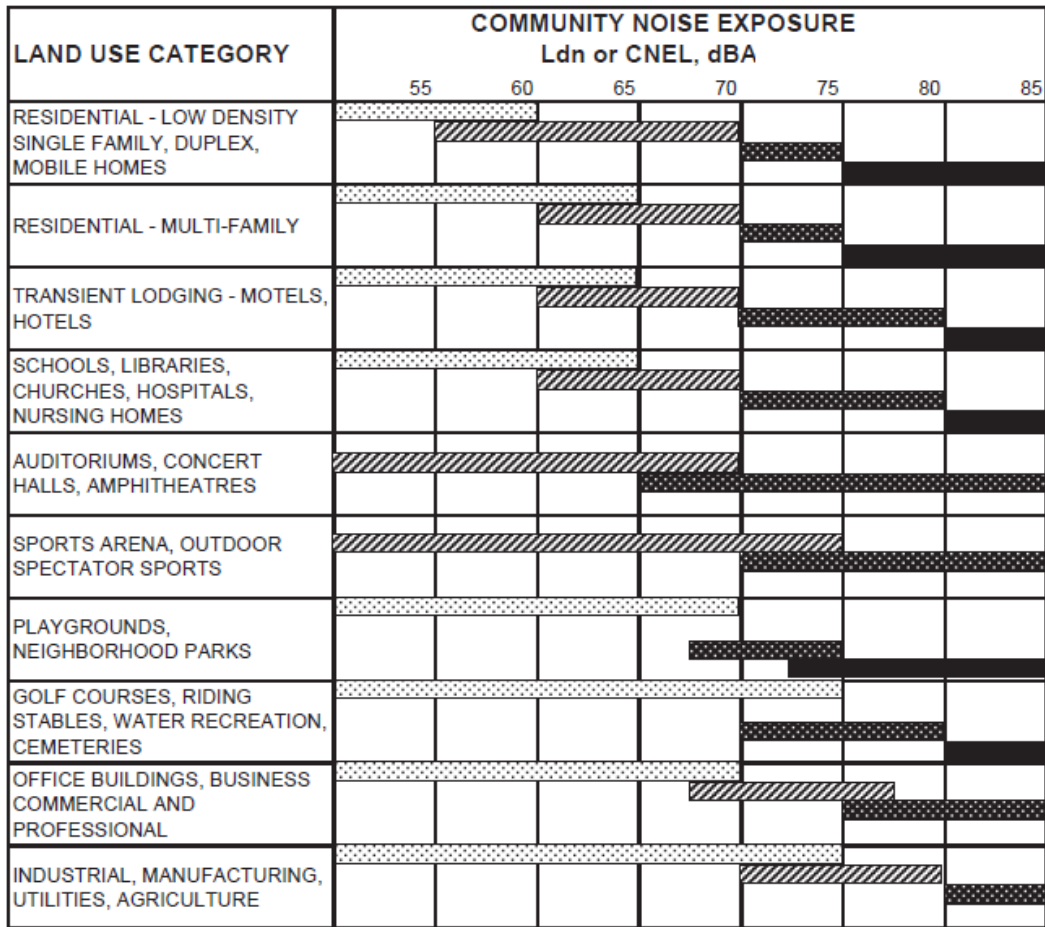 COMMUNITY NOISE EXPOSURE
LAND USE CATEGORY
Ldn or CNEL, dBA
55 60 65 70 75 80 85
RESIDENTIAL - LOW DENSITY
SINGLE FAMILY, DUPLEX,
MOBILE HOMES
RESIDENTIAL - MULTI-FAMILY
TRANSIENT LODGING - MOTELS,
HOTELS
SCHOOLS, LIBRARIES,
CHURCHES, HOSPITALS,
NURSING HOMES
AUDITORIUMS, CONCERT
HALLS, AMPHITHEATRES
SPORTS ARENA, OUTDOOR
SPECTATOR SPORTS
PLAYGROUNDS,
NEIGHBORHOOD PARKS
GOLF COURSES, RIDING
STABLES, WATER RECREATION,
CEMETERIES
OFFICE BUILDINGS, BUSINESS
COMMERCIAL AND
PROFESSIONAL
INDUSTRIAL, MANUFACTURING,
UTILITIES, AGRICULTURE